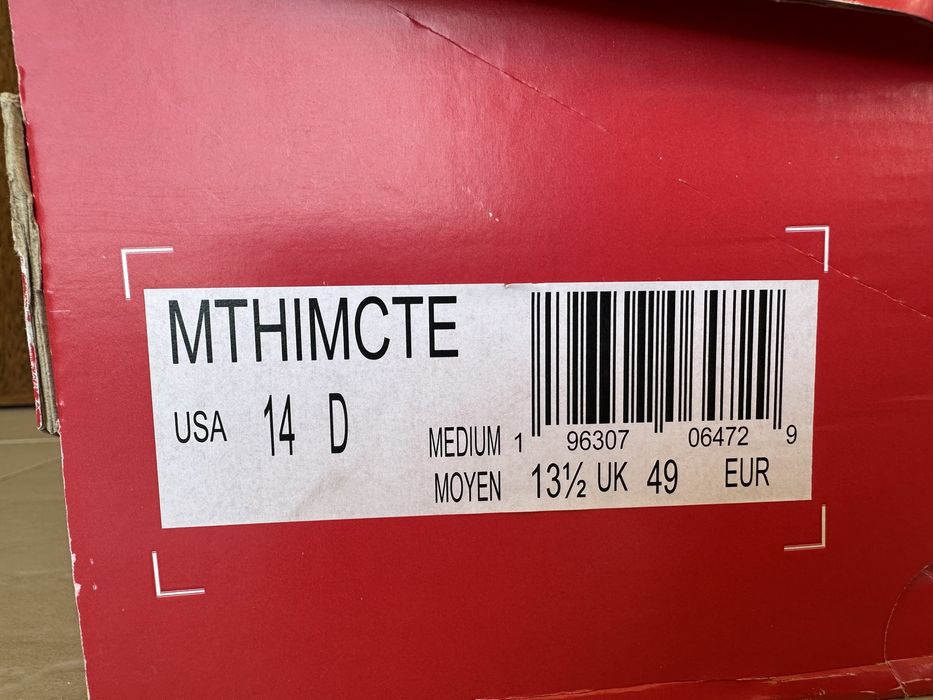 MTHIMCTE
USA 14 D
MEDIUM 1 96307 06472 9
MOYEN 13½ UK 49 EUR